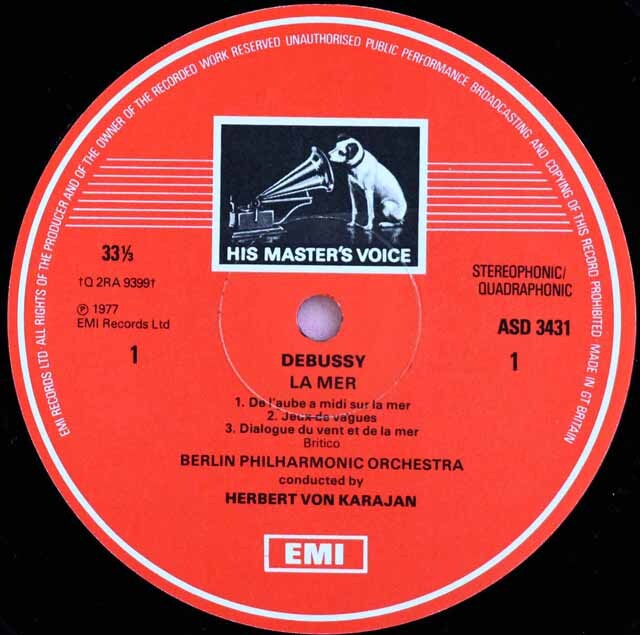 EMI RECORDS LTD · ALL RIGHTS OF THE PRODUCER AND OF THE OWNER OF THE RECORDED WORK RESERVED UNAUTHORISED PUBLIC PERFORMANCE BROADCASTING AND COPYING OF THIS RECORD PROHIBITED MADE IN GT BRITAIN
HIS MASTER'S VOICE
33⅓
†Q 2RA 9399†
℗ 1977
EMI Records Ltd
1
STEREOPHONIC/
QUADRAPHONIC
ASD 3431
1
DEBUSSY
LA MER
1. De l'aube a midi sur la mer
2. Jeux de vagues
3. Dialogue du vent et de la mer
Britico
BERLIN PHILHARMONIC ORCHESTRA
conducted by
HERBERT VON KARAJAN
EMI